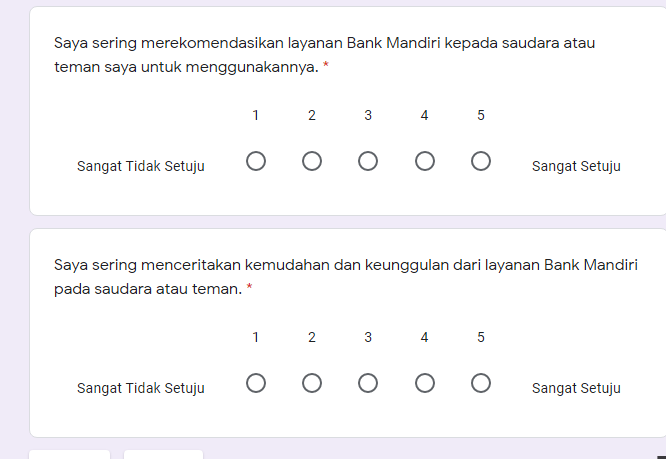 Saya sering merekomendasikan layanan Bank Mandiri kepada saudara atau
teman saya untuk menggunakannya. *
1 2 3 4 5
Sangat Tidak Setuju Sangat Setuju
Saya sering menceritakan kemudahan dan keunggulan dari layanan Bank Mandiri
pada saudara atau teman. *
1 2 3 4 5
Sangat Tidak Setuju Sangat Setuju